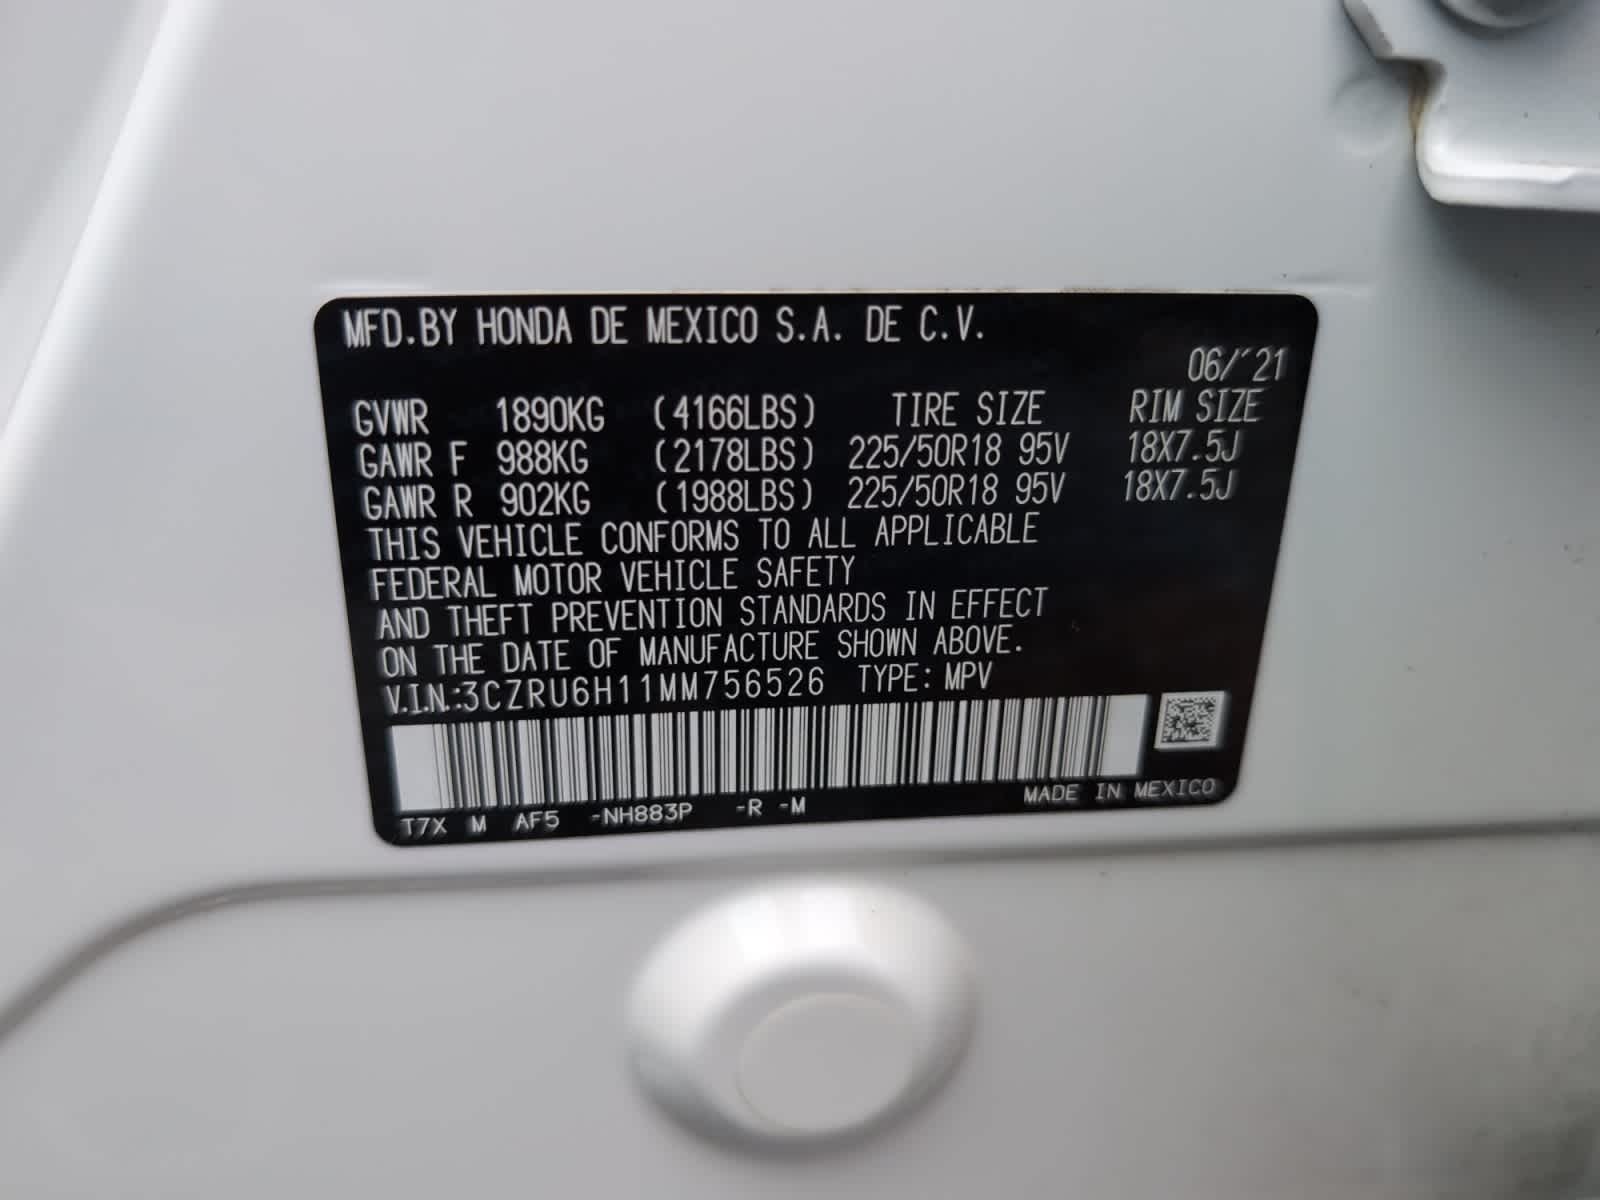 MFD.BY HONDA DE MEXICO S.A. DE C.V.
06/´21
GVWR 1890KG (4166LBS) TIRE SIZE RIM SIZE
GAWR F 988KG (2178LBS) 225/50R18 95V 18X7.5J
GAWR R 902KG (1988LBS) 225/50R18 95V 18X7.5J
THIS VEHICLE CONFORMS TO ALL APPLICABLE
FEDERAL MOTOR VEHICLE SAFETY
AND THEFT PREVENTION STANDARDS IN EFFECT
ON THE DATE OF MANUFACTURE SHOWN ABOVE.
V.I.N.:3CZRU6H11MM756526 TYPE: MPV
T7X M AF5 -NH883P -R -M MADE IN MEXICO